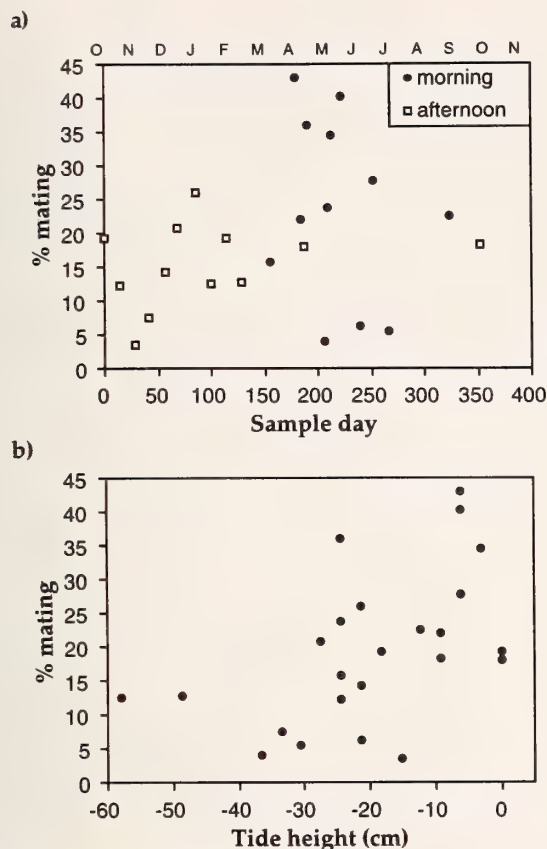 a)
O N D J F M A M J J A S O N
45
40
35
30
25
20
15
10
5
0
% mating
morning
afternoon
0 50 100 150 200 250 300 350 400
Sample day
b)
45
40
35
30
25
20
15
10
5
0
% mating
-60 -50 -40 -30 -20 -10 0
Tide height (cm)